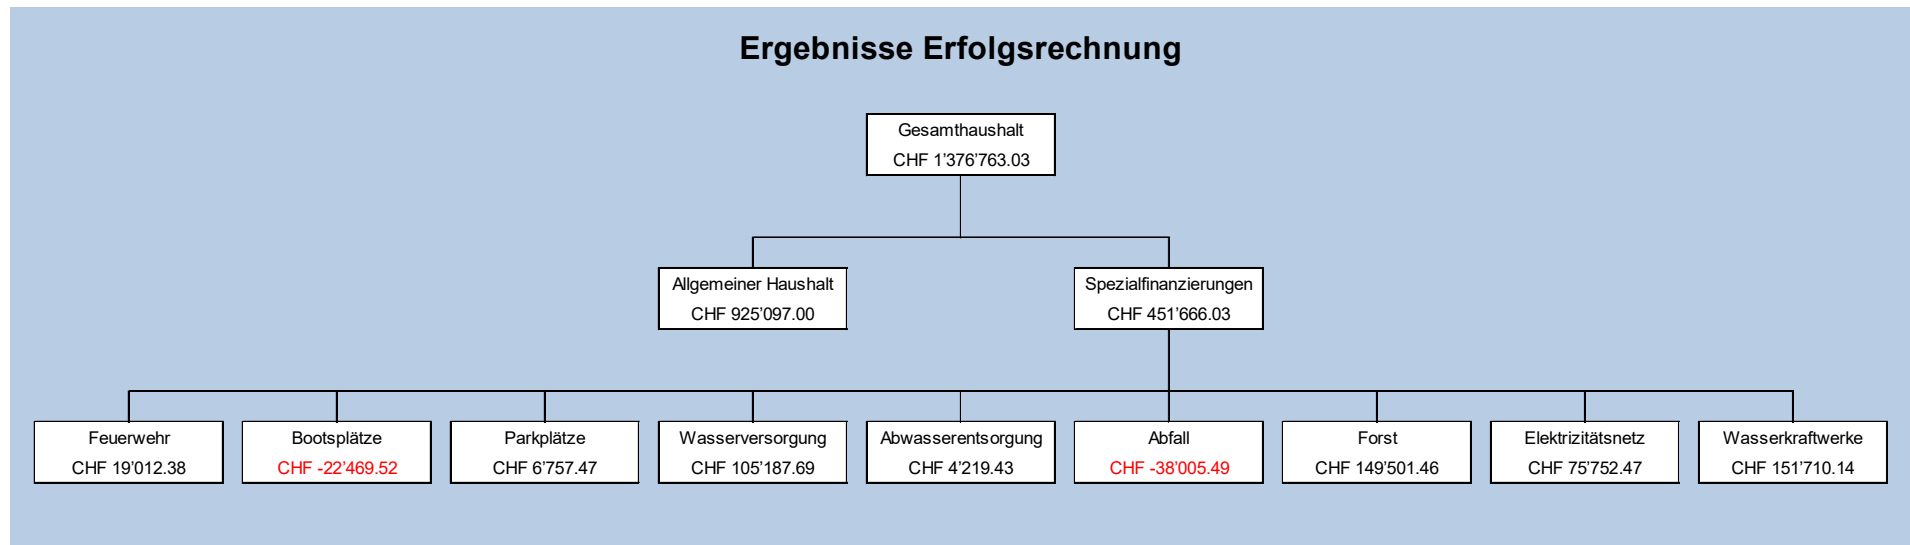 Ergebnisse Erfolgsrechnung
Gesamthaushalt
CHF 1’376’763.03
Allgemeiner Haushalt
CHF 925’097.00
Spezialfinanzierungen
CHF 451’666.03
Feuerwehr
CHF 19’012.38
Bootsplätze
CHF -22’469.52
Parkplätze
CHF 6’757.47
Wasserversorgung
CHF 105’187.69
Abwasserentsorgung
CHF 4’219.43
Abfall
CHF -38’005.49
Forst
CHF 149’501.46
Elektrizitätsnetz
CHF 75’752.47
Wasserkraftwerke
CHF 151’710.14